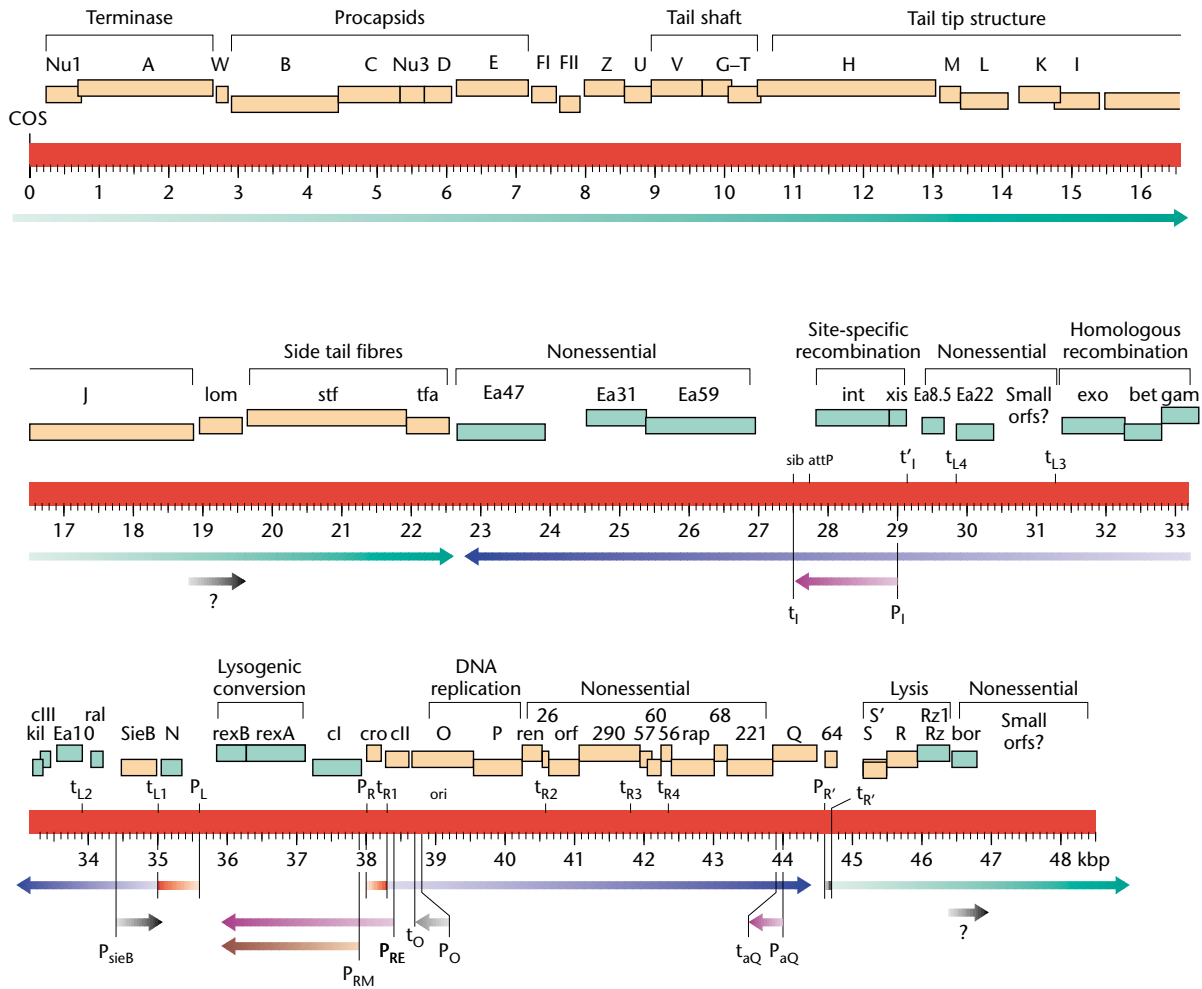 Terminase Procapsids Tail shaft Tail tip structure
Nu1 A W B C Nu3 D E FI FII Z U V G–T H M L K I
COS
0 1 2 3 4 5 6 7 8 9 10 11 12 13 14 15 16
Site-specific recombination Homologous recombination
Side tail fibres Nonessential Nonessential
J lom stf tfa Ea47 Ea31 Ea59 int xis Ea8.5 Ea22 Small orfs? exo bet gam
sib attP t'I tL4 tL3
17 18 19 20 21 22 23 24 25 26 27 28 29 30 31 32 33
?
tI PI
Lysogenic conversion DNA replication Nonessential Lysis Nonessential
cIII 26 60 68 S' Rz1
kil Ea10 ral SieB N rexB rexA cI cro cII O P ren orf 290 57 56 rap 221 Q 64 S R Rz bor Small orfs?
tL2 tL1 PL PR tR1 ori tR2 tR3 tR4 PR' tR'
34 35 36 37 38 39 40 41 42 43 44 45 46 47 48 kbp
PsieB PRM PRE tO PO taQ PaQ ?